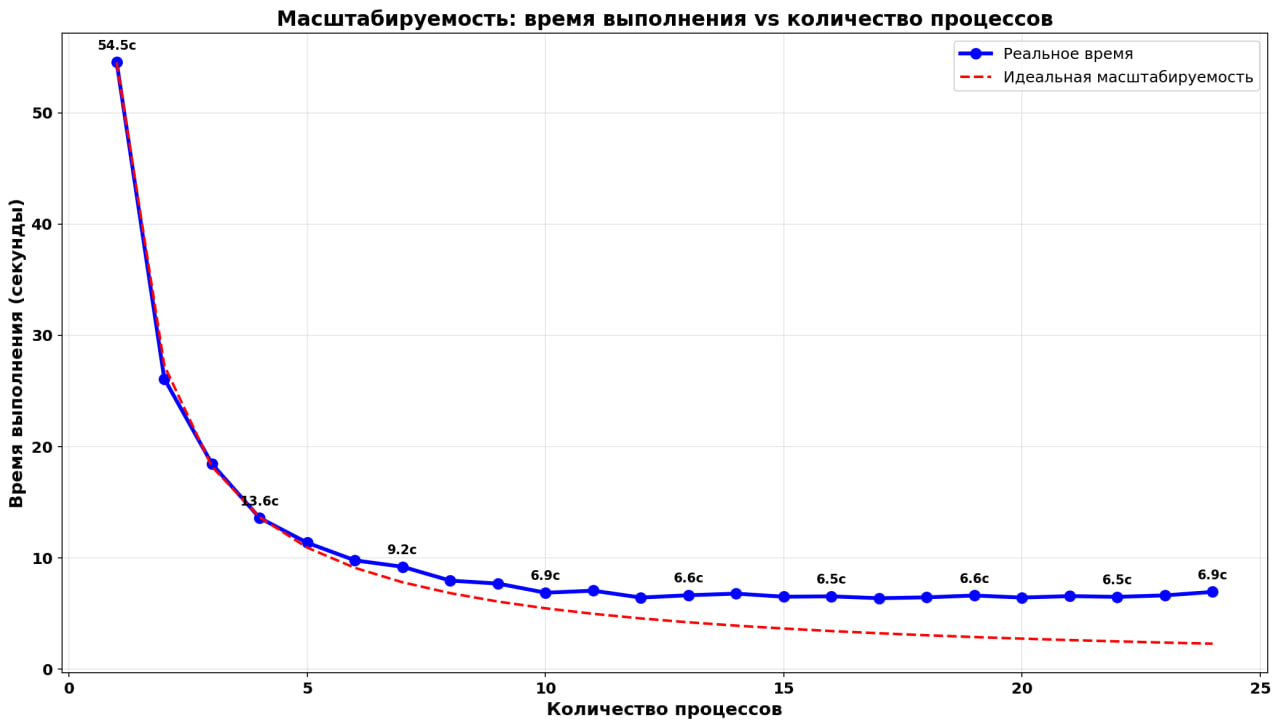 Масштабируемость: время выполнения vs количество процессов
Реальное время
Идеальная масштабируемость
Время выполнения (секунды)
50
40
30
20
10
0
54.5с
13.6с
9.2с
6.9с
6.6с
6.5с
6.6с
6.5с
6.9с
0
5
10
15
20
25
Количество процессов